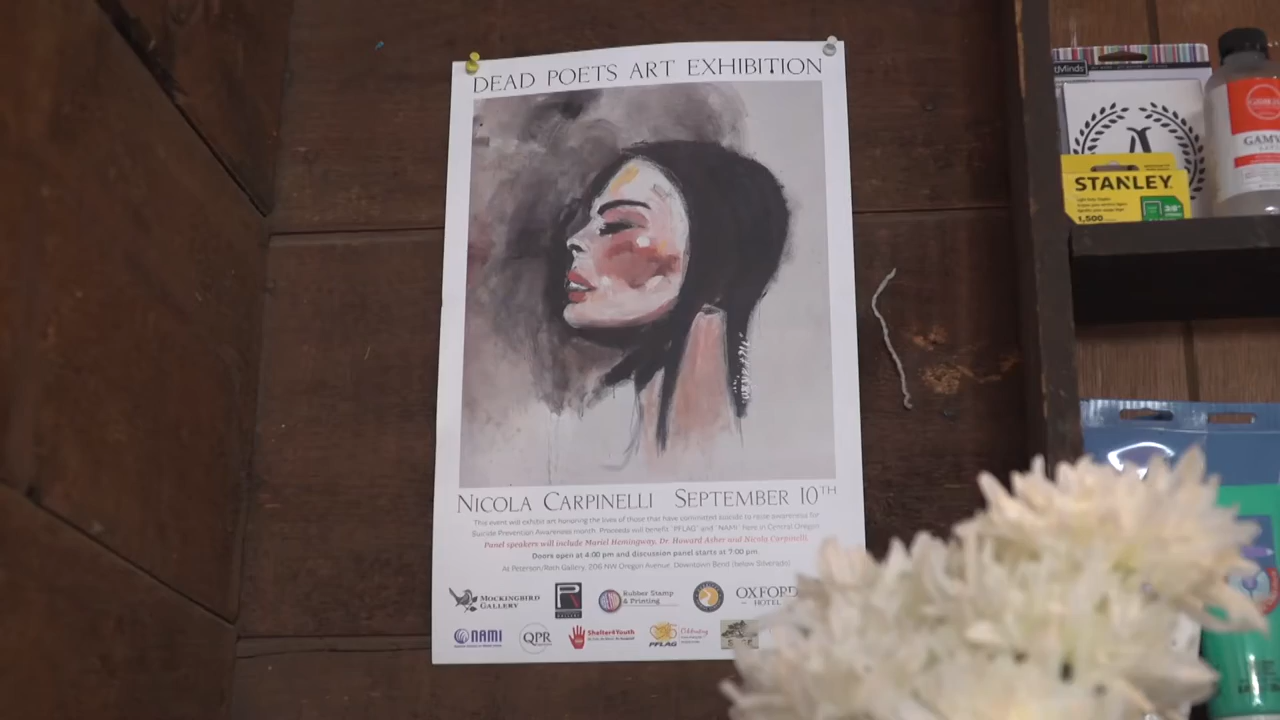 DEAD POETS ART EXHIBITION
NICOLA CARPINELLI SEPTEMBER 10TH
This event will exhibit art honoring the lives of those that have committed suicide to raise awareness for
Suicide Prevention Awareness month. Proceeds will benefit "PFLAG" and "NAMI" here in Central Oregon
Panel speakers will include Mariel Hemingway, Dr. Howard Asher and Nicola Carpinelli.
Doors open at 4:00 pm and discussion panel starts at 7:00 pm
At Peterson/Roth Gallery, 206 NW Oregon Avenue, Downtown Bend (below Silverado)
MOCKINGBIRD
GALLERY
Rubber Stamp
& Printing
OXFORD
HOTEL
NAMI
QPR
Shelter4Youth
PFLAG
Celebrating
STANLEY
1,500
3/8"
GAM